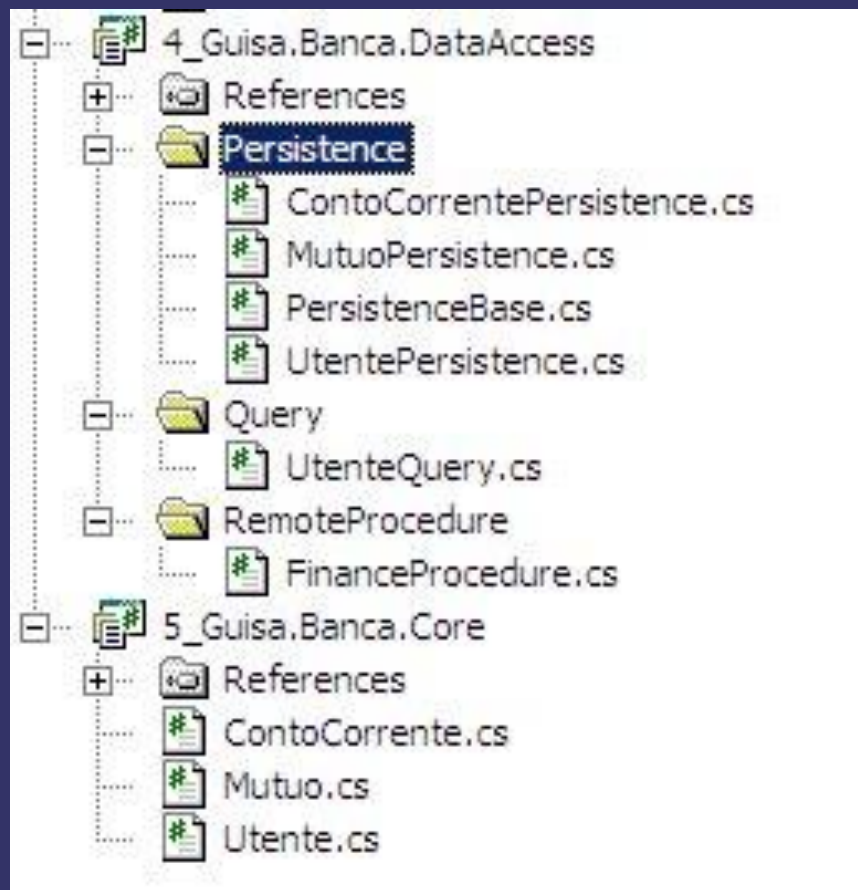 4_Guisa.Banca.DataAccess
References
Persistence
ContoCorrentePersistence.cs
MutuoPersistence.cs
PersistenceBase.cs
UtentePersistence.cs
Query
UtenteQuery.cs
RemoteProcedure
FinanceProcedure.cs
5_Guisa.Banca.Core
References
ContoCorrente.cs
Mutuo.cs
Utente.cs